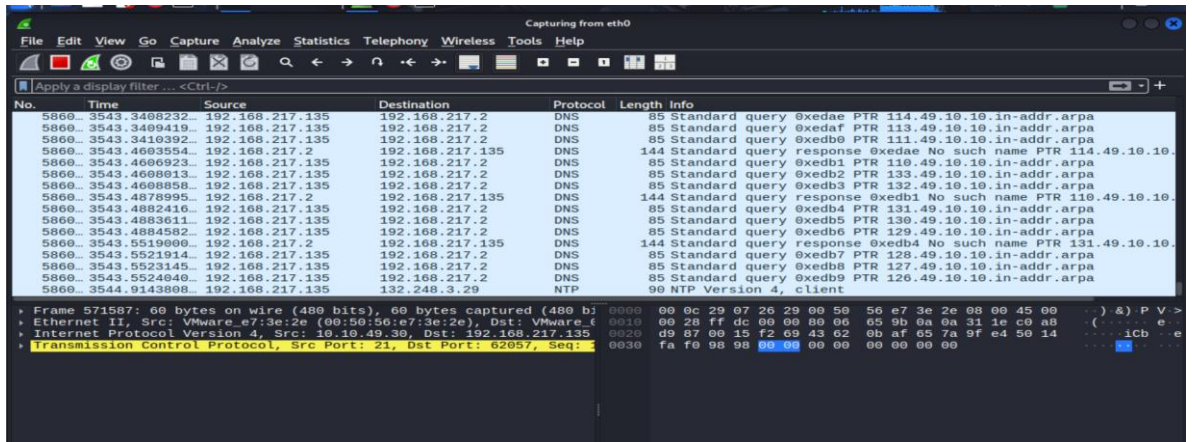 Capturing from eth0
File Edit View Go Capture Analyze Statistics Telephony Wireless Tools Help
Apply a display filter ... <Ctrl-/>
No. Time Source Destination Protocol Length Info
5860… 3543.3408232… 192.168.217.135 192.168.217.2 DNS 85 Standard query 0xedae PTR 114.49.10.10.in-addr.arpa
5860… 3543.3409419… 192.168.217.135 192.168.217.2 DNS 85 Standard query 0xedaf PTR 113.49.10.10.in-addr.arpa
5860… 3543.3410392… 192.168.217.135 192.168.217.2 DNS 85 Standard query 0xedb0 PTR 111.49.10.10.in-addr.arpa
5860… 3543.4603554… 192.168.217.2 192.168.217.135 DNS 144 Standard query response 0xedae No such name PTR 114.49.10.10.
5860… 3543.4606923… 192.168.217.135 192.168.217.2 DNS 85 Standard query 0xedb1 PTR 110.49.10.10.in-addr.arpa
5860… 3543.4608013… 192.168.217.135 192.168.217.2 DNS 85 Standard query 0xedb2 PTR 133.49.10.10.in-addr.arpa
5860… 3543.4608858… 192.168.217.135 192.168.217.2 DNS 85 Standard query 0xedb3 PTR 132.49.10.10.in-addr.arpa
5860… 3543.4878995… 192.168.217.2 192.168.217.135 DNS 144 Standard query response 0xedb1 No such name PTR 110.49.10.10.
5860… 3543.4882416… 192.168.217.135 192.168.217.2 DNS 85 Standard query 0xedb4 PTR 131.49.10.10.in-addr.arpa
5860… 3543.4883611… 192.168.217.135 192.168.217.2 DNS 85 Standard query 0xedb5 PTR 130.49.10.10.in-addr.arpa
5860… 3543.4884582… 192.168.217.135 192.168.217.2 DNS 85 Standard query 0xedb6 PTR 129.49.10.10.in-addr.arpa
5860… 3543.5519000… 192.168.217.2 192.168.217.135 DNS 144 Standard query response 0xedb4 No such name PTR 131.49.10.10.
5860… 3543.5521914… 192.168.217.135 192.168.217.2 DNS 85 Standard query 0xedb7 PTR 128.49.10.10.in-addr.arpa
5860… 3543.5523145… 192.168.217.135 192.168.217.2 DNS 85 Standard query 0xedb8 PTR 127.49.10.10.in-addr.arpa
5860… 3543.5524040… 192.168.217.135 192.168.217.2 DNS 85 Standard query 0xedb9 PTR 126.49.10.10.in-addr.arpa
5860… 3544.9143808… 192.168.217.135 132.248.3.29 NTP 90 NTP Version 4, client
Frame 571587: 60 bytes on wire (480 bits), 60 bytes captured (480 bi 0000 00 0c 29 07 26 29 00 50 56 e7 3e 2e 08 00 45 00 ··)·&)·P V·>
Ethernet II, Src: VMware_e7:3e:2e (00:50:56:e7:3e:2e), Dst: VMware_ 0010 00 28 ff dc 00 00 80 06 65 9b 0a 0a 31 1e c0 a8 ·(······ e·
Internet Protocol Version 4, Src: 10.10.49.30, Dst: 192.168.217.135 0020 d9 87 00 15 f2 69 43 62 0b af 65 7a 9f e4 50 14 ·····iCb ··e
Transmission Control Protocol, Src Port: 21, Dst Port: 62057, Seq: 0030 fa f0 98 98 00 00 00 00 00 00 00 00